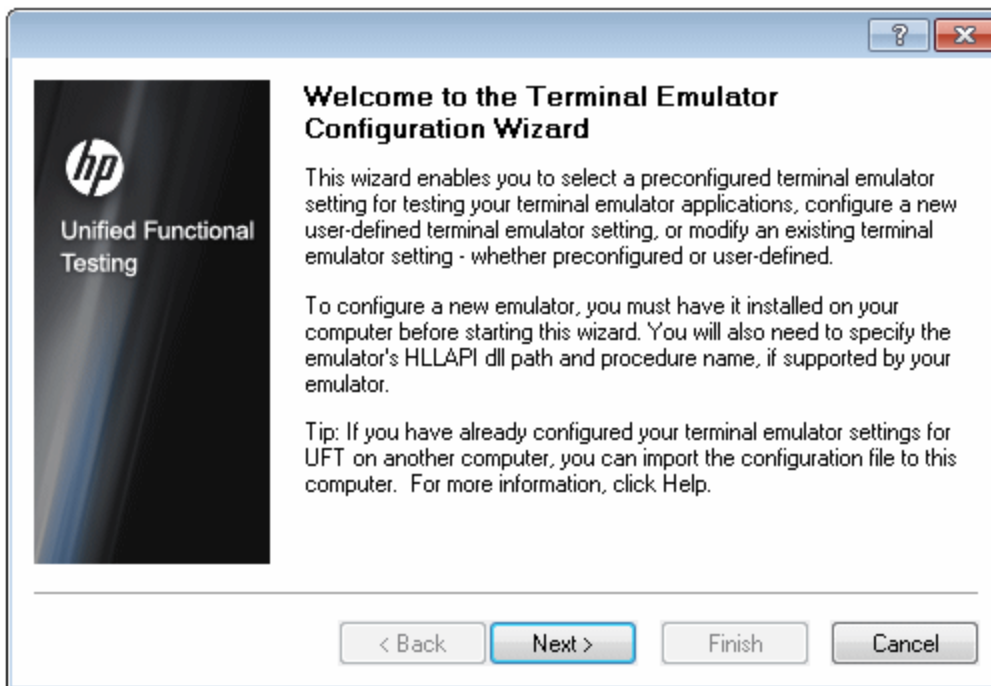 hp
Unified Functional
Testing
Welcome to the Terminal Emulator
Configuration Wizard
This wizard enables you to select a preconfigured terminal emulator
setting for testing your terminal emulator applications, configure a new
user-defined terminal emulator setting, or modify an existing terminal
emulator setting - whether preconfigured or user-defined.
To configure a new emulator, you must have it installed on your
computer before starting this wizard. You will also need to specify the
emulator's HLLAPI dll path and procedure name, if supported by your
emulator.
Tip: If you have already configured your terminal emulator settings for
UFT on another computer, you can import the configuration file to this
computer.  For more information, click Help.
< Back Next > Finish Cancel